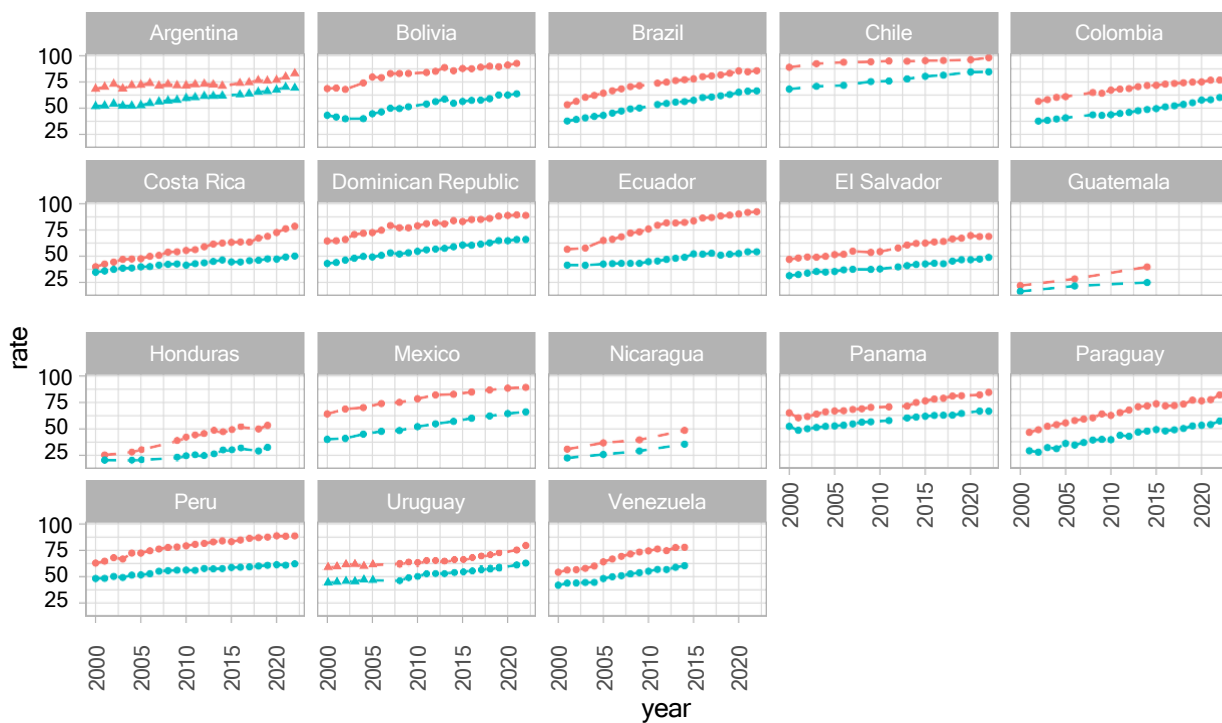 Argentina Bolivia Brazil Chile Colombia
100
75
50
25
Costa Rica Dominican Republic Ecuador El Salvador Guatemala
100
75
50
25
rate
Honduras Mexico Nicaragua Panama Paraguay
100
75
50
25
2000 2005 2010 2015 2020 2000 2005 2010 2015 2020
Peru Uruguay Venezuela
100
75
50
25
2000 2005 2010 2015 2020 2000 2005 2010 2015 2020 2000 2005 2010 2015 2020
year